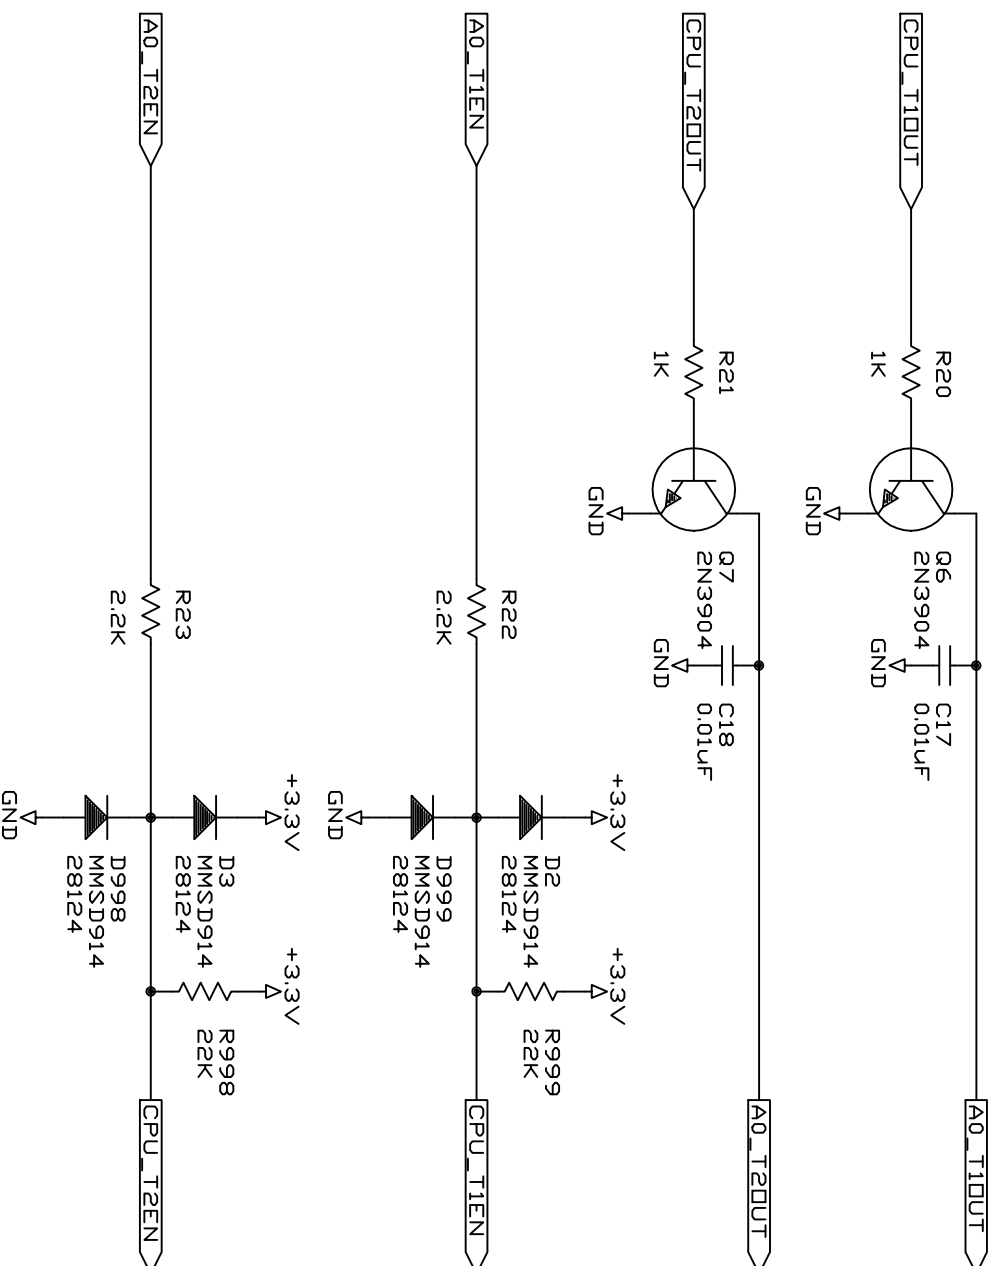 CPU_T1OUT
R20
1K
GND
Q6
2N3904
GND
C17
0.01uF
A0_T1OUT
CPU_T2OUT
R21
1K
GND
Q7
2N3904
GND
C18
0.01uF
A0_T2OUT
A0_T1EN
R22
2.2K
+3.3V
D2
MMSD914
28124
GND
D999
MMSD914
28124
+3.3V
R999
22K
CPU_T1EN
A0_T2EN
R23
2.2K
+3.3V
D3
MMSD914
28124
GND
D998
MMSD914
28124
+3.3V
R998
22K
CPU_T2EN